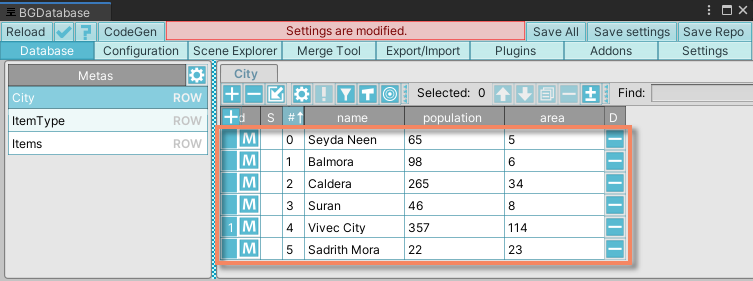 BGDatabase
Reload CodeGen Settings are modified. Save All Save settings Save Repo
Database Configuration Scene Explorer Merge Tool Export/Import Plugins Addons Settings
Metas
City ROW
ItemType ROW
Items ROW
City
Selected: 0 Find:
d S # name population area D
M 0 Seyda Neen 65 5
M 1 Balmora 98 6
M 2 Caldera 265 34
M 3 Suran 46 8
1 M 4 Vivec City 357 114
M 5 Sadrith Mora 22 23